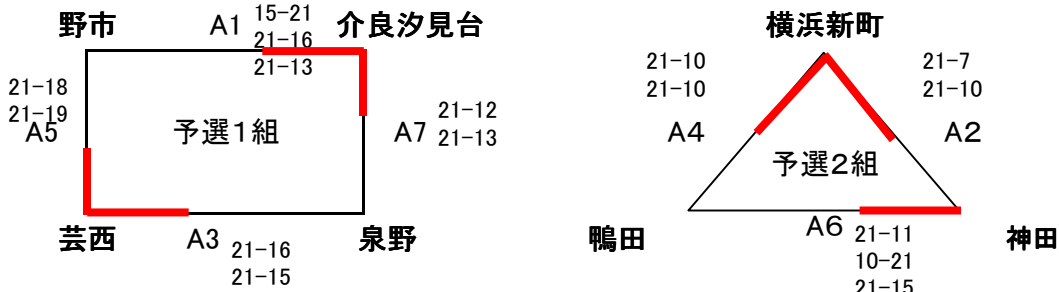 野市 A1 15-21 介良汐見台
21-16
21-13
21-18
21-19
A5
予選1組
A7 21-12
21-13
芸西 A3 21-16 泉野
21-15
横浜新町
21-10
21-10
A4
21-7
21-10
A2
予選2組
鴨田 A6 21-11 神田
10-21
21-15